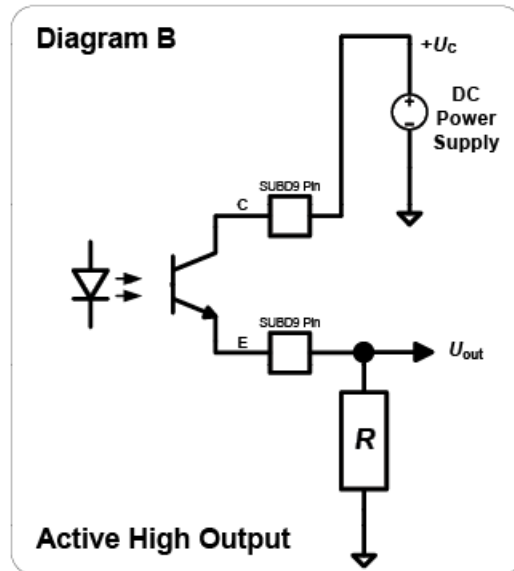 Diagram B
+UC
DC
Power
Supply
+
−
SUBD9 Pin
C
SUBD9 Pin
E
Uout
R
Active High Output